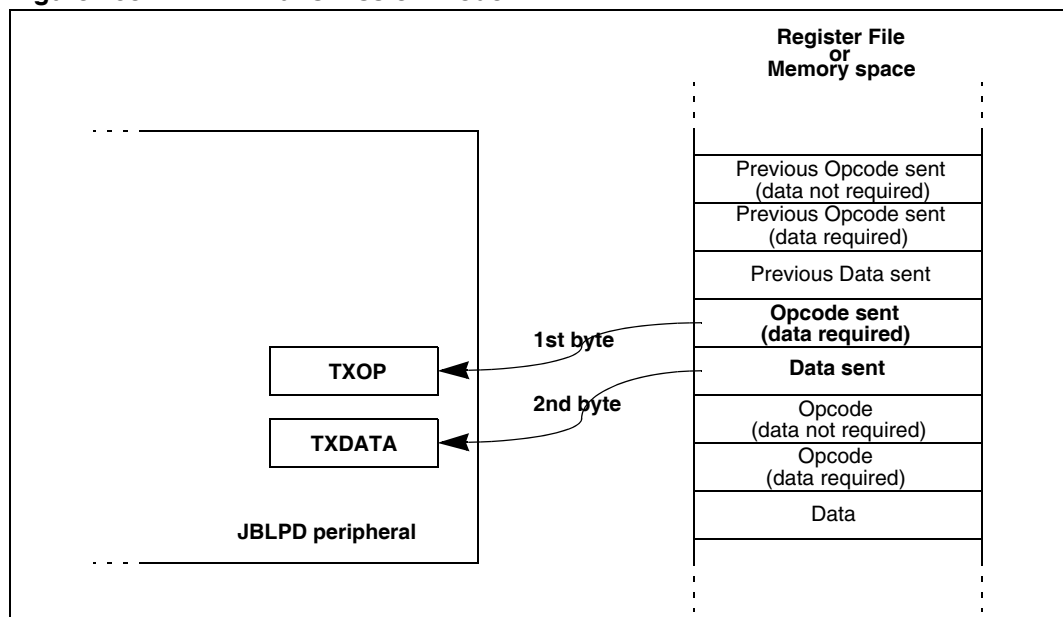 Register File
or
Memory space
Previous Opcode sent
(data not required)
Previous Opcode sent
(data required)
Previous Data sent
Opcode sent
(data required)
1st byte
TXOP
Data sent
2nd byte
Opcode
(data not required)
TXDATA
Opcode
(data required)
Data
JBLPD peripheral